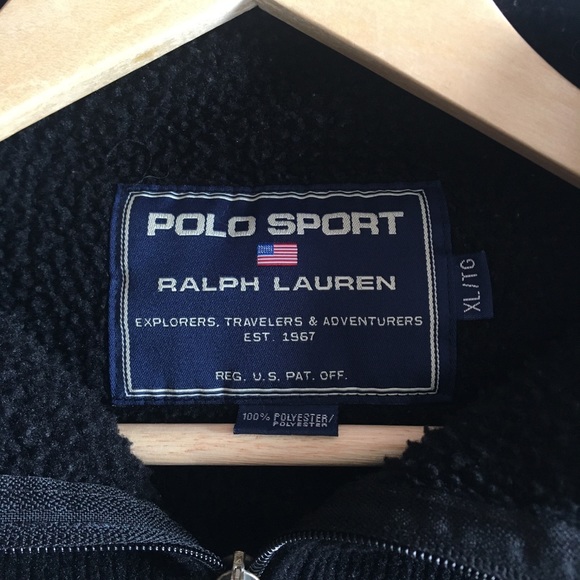 POLO SPORT
RALPH LAUREN
EXPLORERS, TRAVELERS & ADVENTURERS
EST. 1967
REG. U.S. PAT. OFF.
XL/TG
100% POLYESTER/
POLYESTER